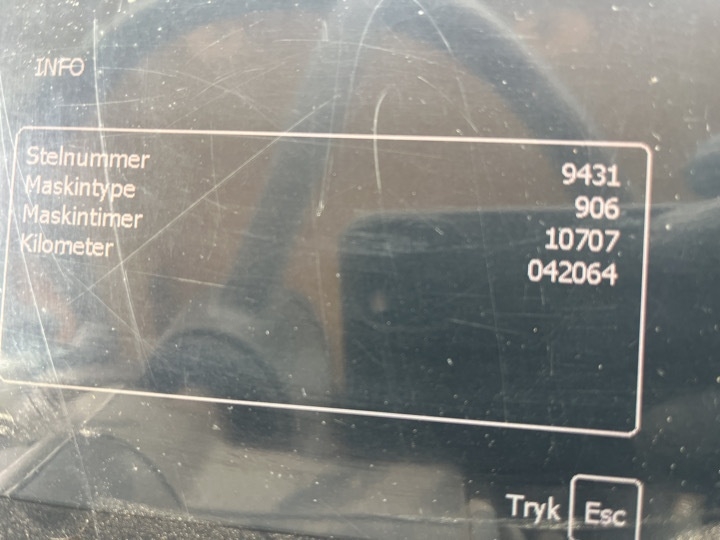 INFO
Stelnummer 9431
Maskintype 906
Maskintimer 10707
Kilometer 042064
Tryk Esc